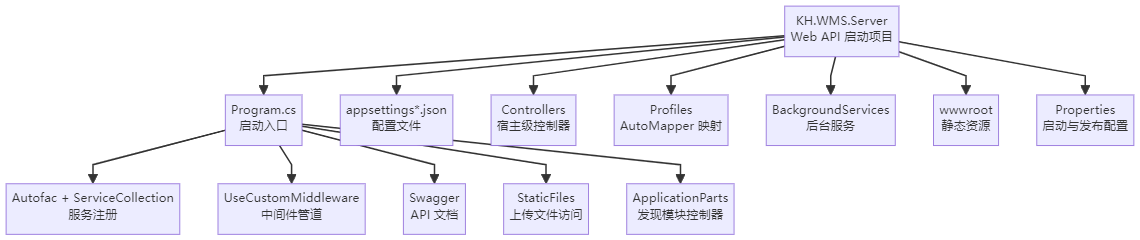 KH.WMS.Server
Web API 启动项目
Program.cs
启动入口
appsettings*.json
配置文件
Controllers
宿主级控制器
Profiles
AutoMapper 映射
BackgroundServices
后台服务
wwwroot
静态资源
Properties
启动与发布配置
Autofac + ServiceCollection
服务注册
UseCustomMiddleware
中间件管道
Swagger
API 文档
StaticFiles
上传文件访问
ApplicationParts
发现模块控制器